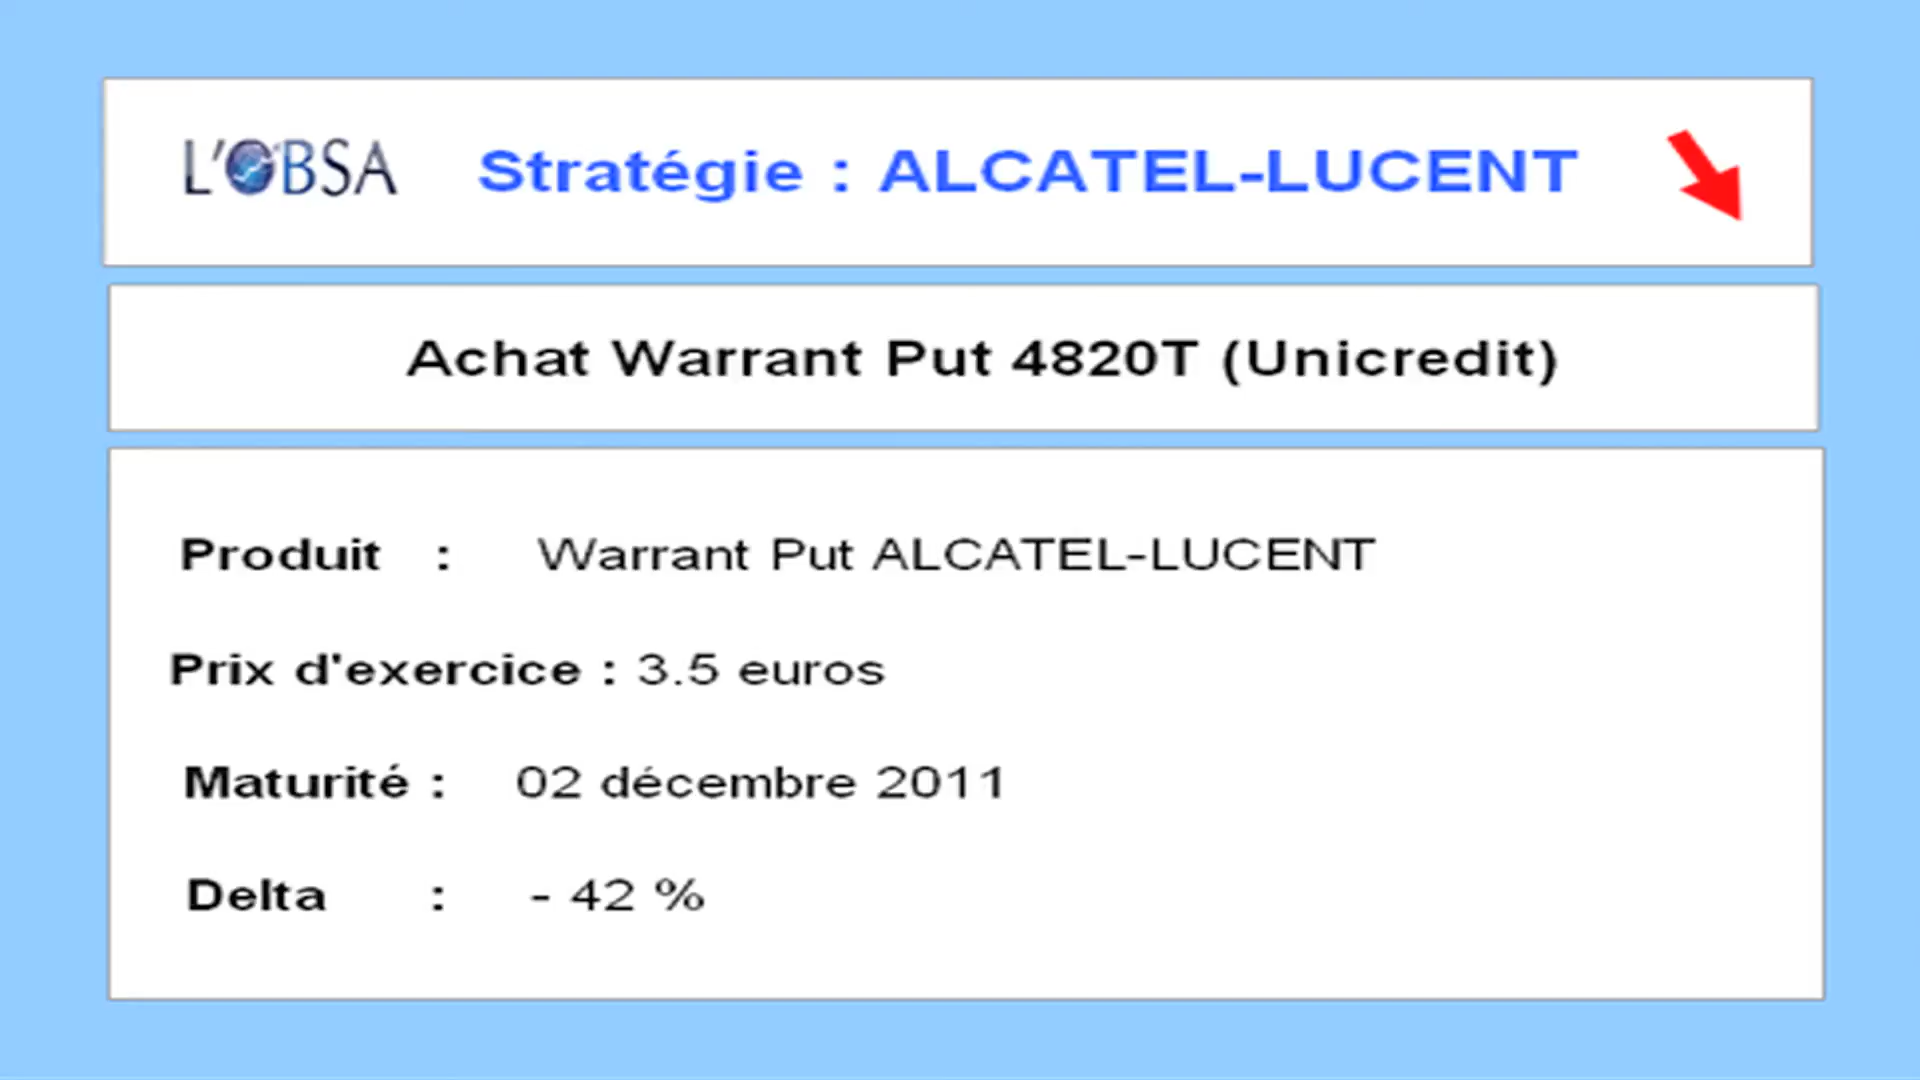 L'OBSA Stratégie : ALCATEL-LUCENT
Achat Warrant Put 4820T (Unicredit)
Produit : Warrant Put ALCATEL-LUCENT
Prix d'exercice : 3.5 euros
Maturité : 02 décembre 2011
Delta : - 42 %